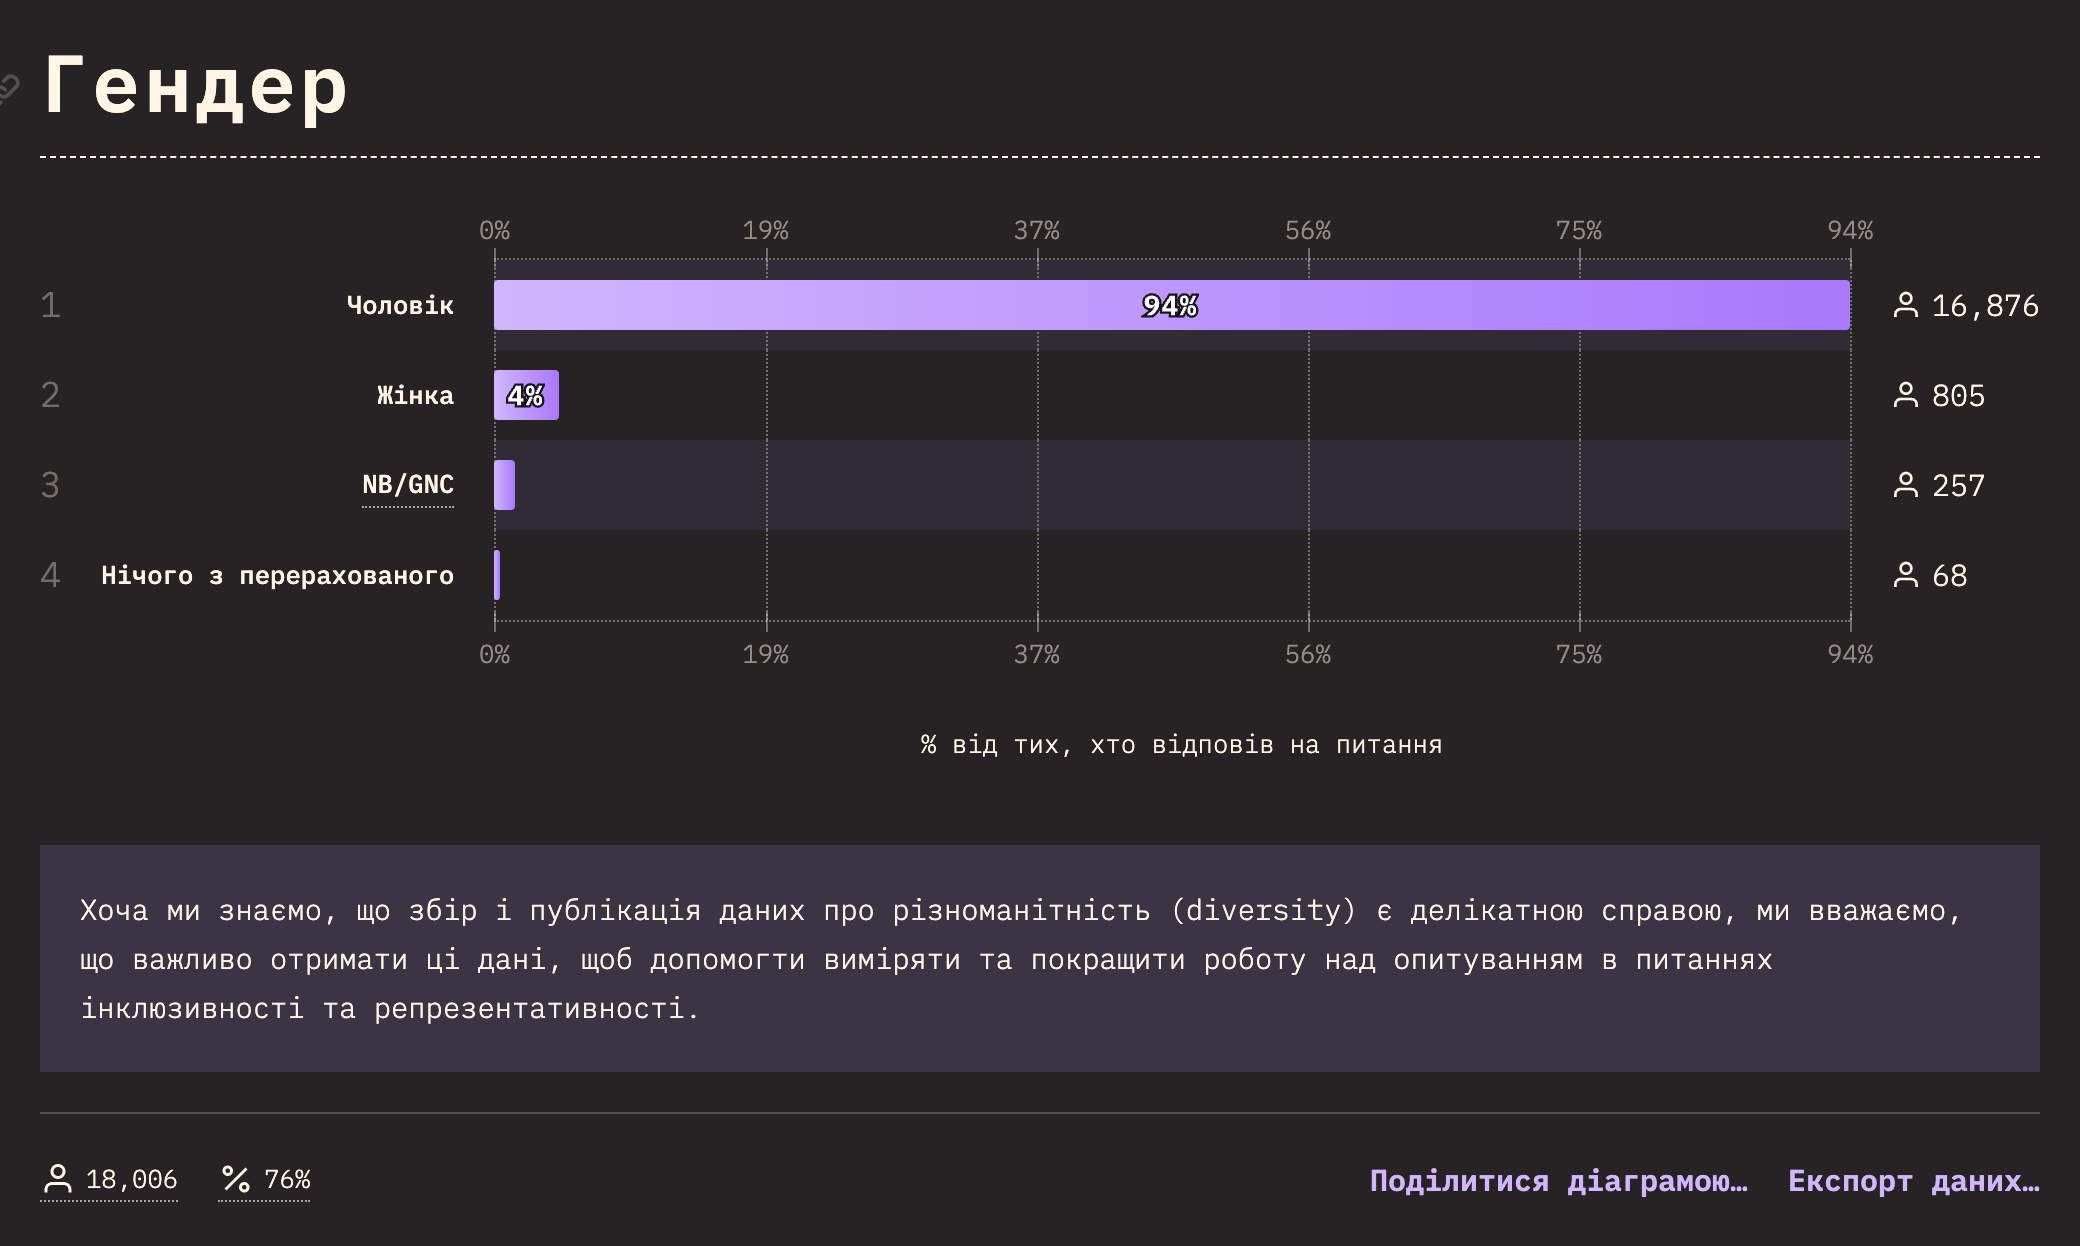 Гендер
0% 19% 37% 56% 75% 94%
1 Чоловік 94% 16,876
2 Жінка 4% 805
3 NB/GNC 257
4 Нічого з перерахованого 68
0% 19% 37% 56% 75% 94%
% від тих, хто відповів на питання
Хоча ми знаємо, що збір і публікація даних про різноманітність (diversity) є делікатною справою, ми вважаємо,
що важливо отримати ці дані, щоб допомогти виміряти та покращити роботу над опитуванням в питаннях
інклюзивності та репрезентативності.
18,006 76% Поділитися діаграмою… Експорт даних…